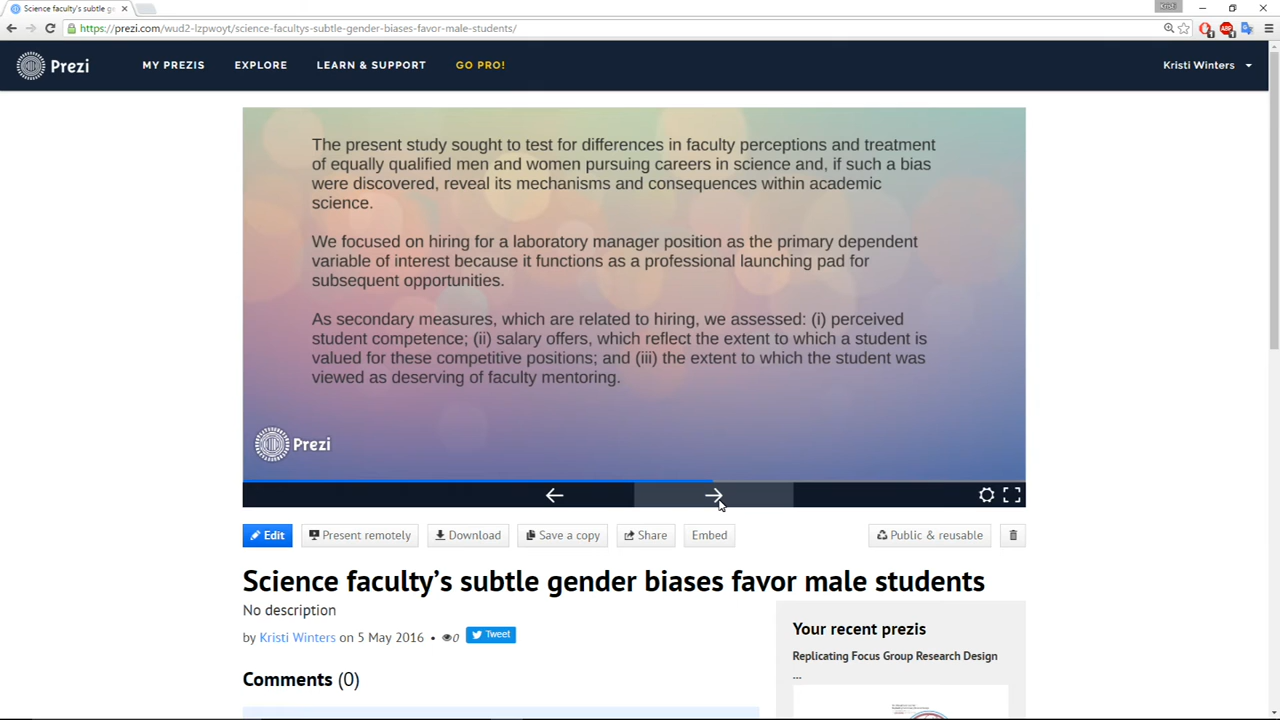 Science faculty's subtle g
Kristi
https://prezi.com/wud2-lzpwoyt/science-facultys-subtle-gender-biases-favor-male-students/
Prezi
MY PREZIS
EXPLORE
LEARN & SUPPORT
GO PRO!
Kristi Winters
The present study sought to test for differences in faculty perceptions and treatment
of equally qualified men and women pursuing careers in science and, if such a bias
were discovered, reveal its mechanisms and consequences within academic
science.
We focused on hiring for a laboratory manager position as the primary dependent
variable of interest because it functions as a professional launching pad for
subsequent opportunities.
As secondary measures, which are related to hiring, we assessed: (i) perceived
student competence; (ii) salary offers, which reflect the extent to which a student is
valued for these competitive positions; and (iii) the extent to which the student was
viewed as deserving of faculty mentoring.
Prezi
Edit
Present remotely
Download
Save a copy
Share
Embed
Public & reusable
Science faculty's subtle gender biases favor male students
No description
by Kristi Winters on 5 May 2016 • 0
Tweet
Your recent prezis
Replicating Focus Group Research Design
...
Comments (0)